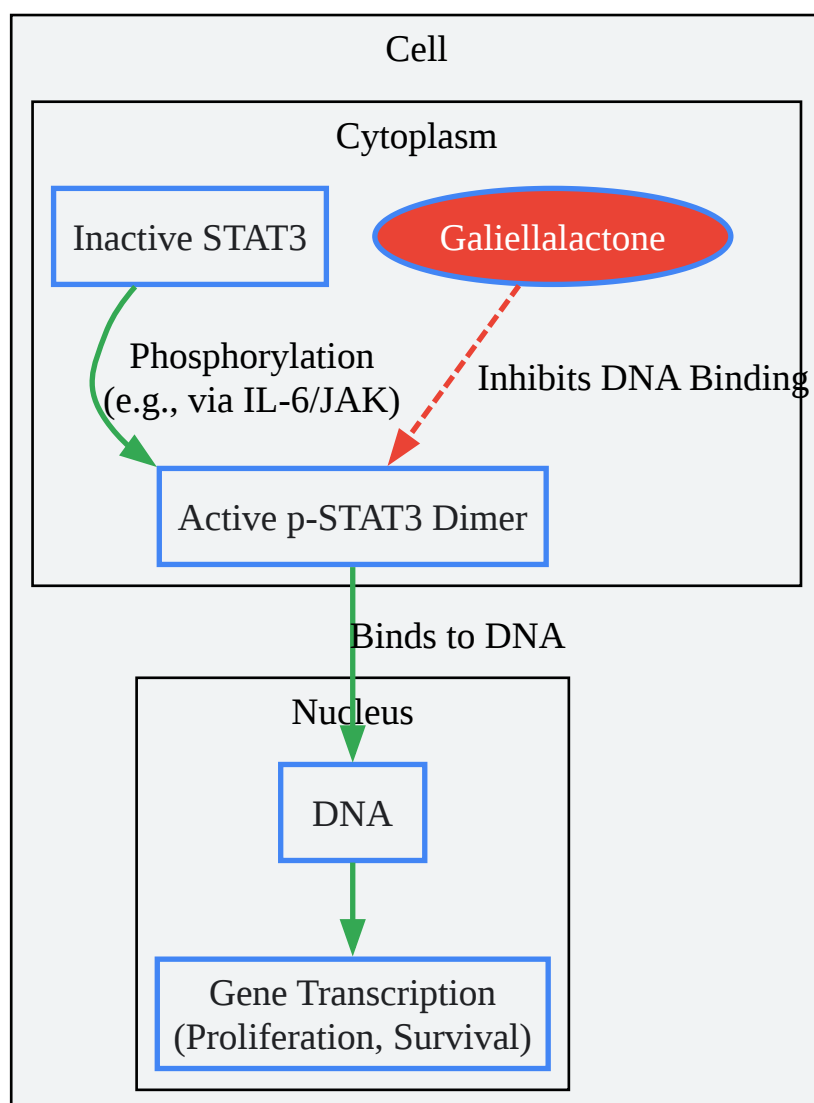 Cell
Cytoplasm
Inactive STAT3
Galiellalactone
Phosphorylation
(e.g., via IL-6/JAK)
Inhibits DNA Binding
Active p-STAT3 Dimer
Binds to DNA
Nucleus
DNA
Gene Transcription
(Proliferation, Survival)